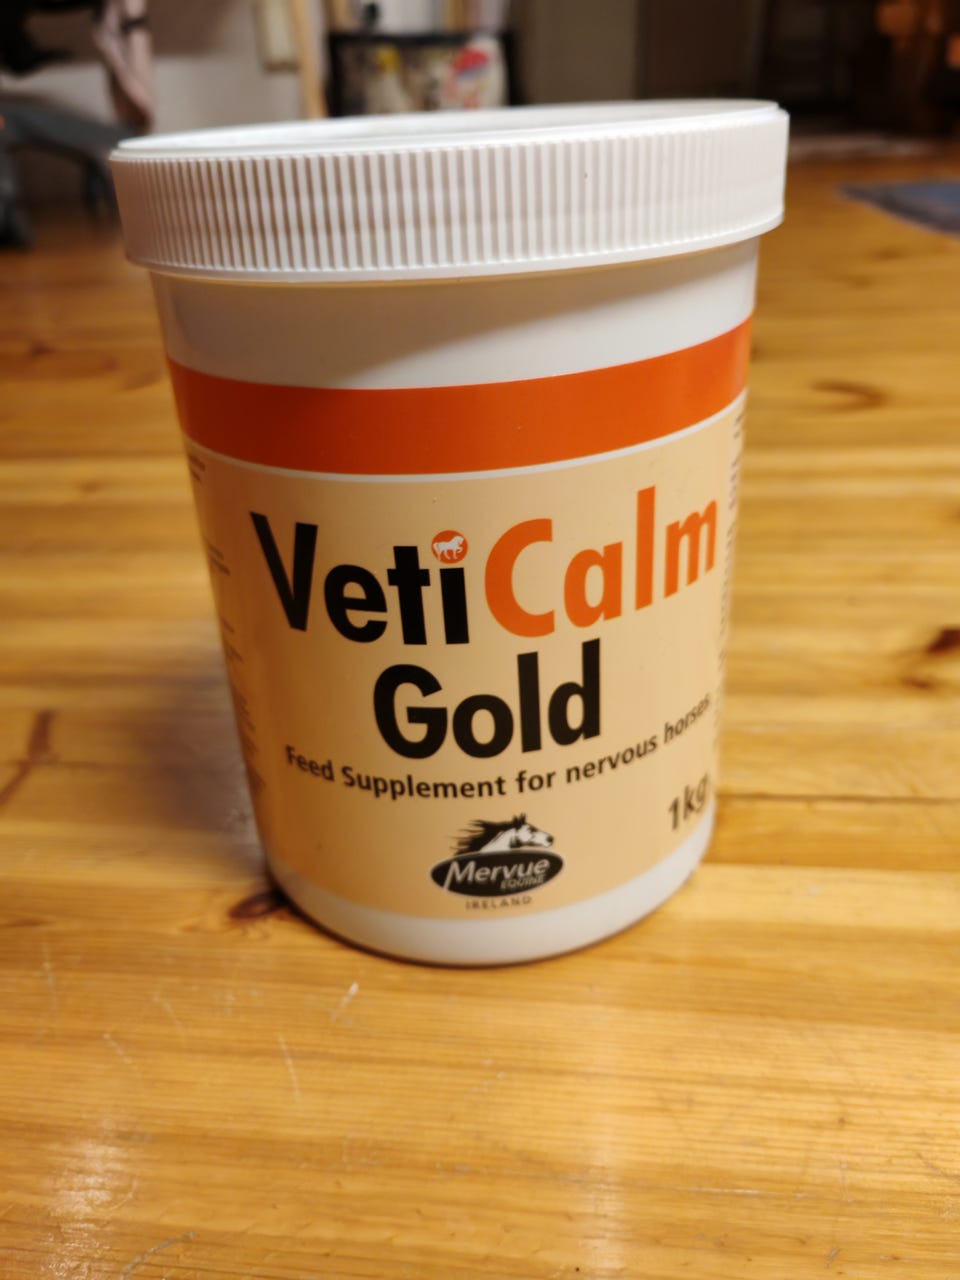 VetiCalm
Gold
Feed Supplement for nervous horses
1kg
Mervue
EQUINE
IRELAND